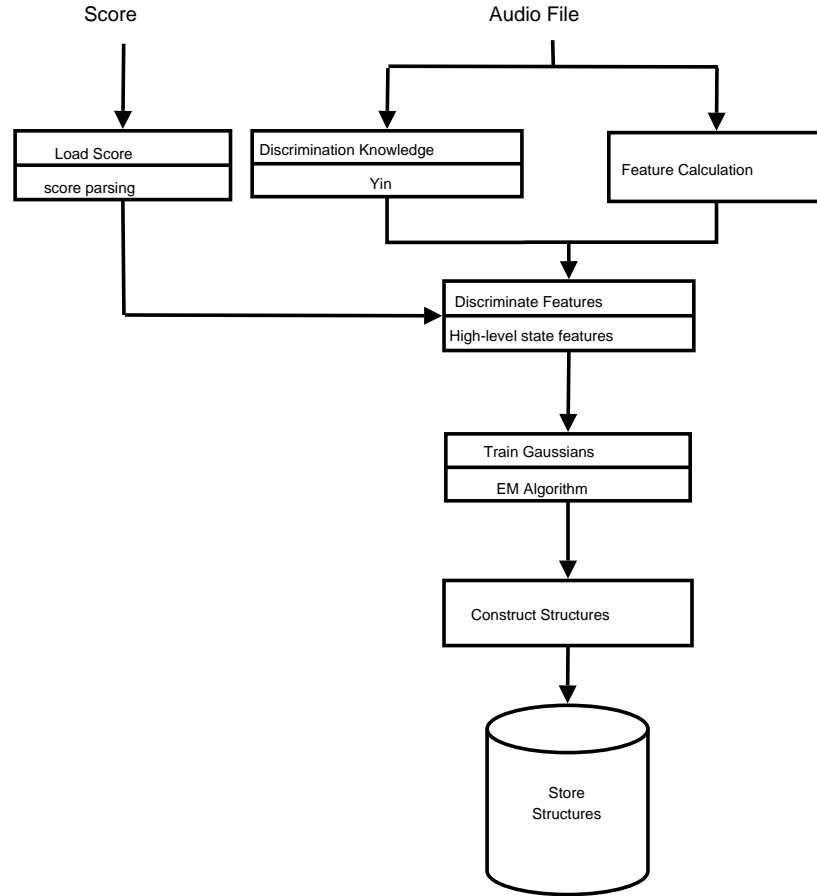 Score
Audio File
Load Score
score parsing
Discrimination Knowledge
Yin
Feature Calculation
Discriminate Features
High-level state features
Train Gaussians
EM Algorithm
Construct Structures
Store
Structures